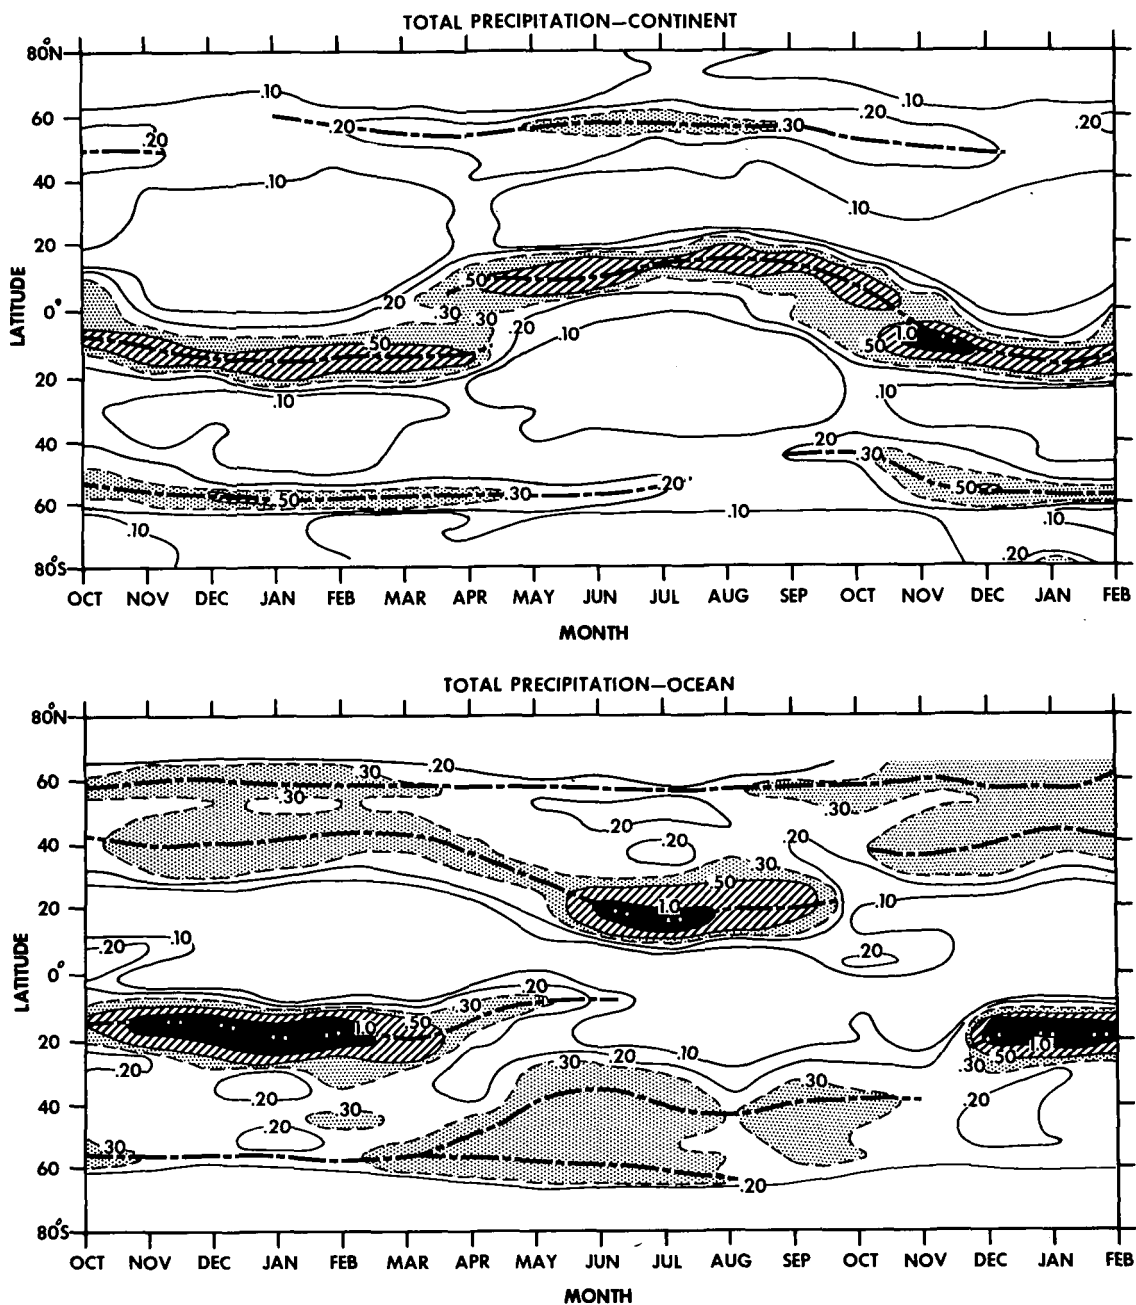 TOTAL PRECIPITATION—CONTINENT
80°N
.10 .10
60 .20 .20 .30 .20 .20
.20
40 .10 .10
20
.50
0° .20 .30 .30 .20 1.0
.50 .10 .50
20
.10 .10
40 .20 .30
.50 .30 .20 .50
60
.10 .10 .10
.20
80°S
LATITUDE
OCT NOV DEC JAN FEB MAR APR MAY JUN JUL AUG SEP OCT NOV DEC JAN FEB
MONTH
TOTAL PRECIPITATION—OCEAN
80°N
.30 .20 .20
60
.30 .30
.20
40 .20 .20
.30
.50
20 1.0 .10
.20 .10 .20
0°
.20
.30
1.0 .50
20 1.0
.20 .30 .20 .10 .30 .50
.30
40 .20 .30 .20
.20
.30
60
.20
80°S
LATITUDE
OCT NOV DEC JAN FEB MAR APR MAY JUN JUL AUG SEP OCT NOV DEC JAN FEB
MONTH